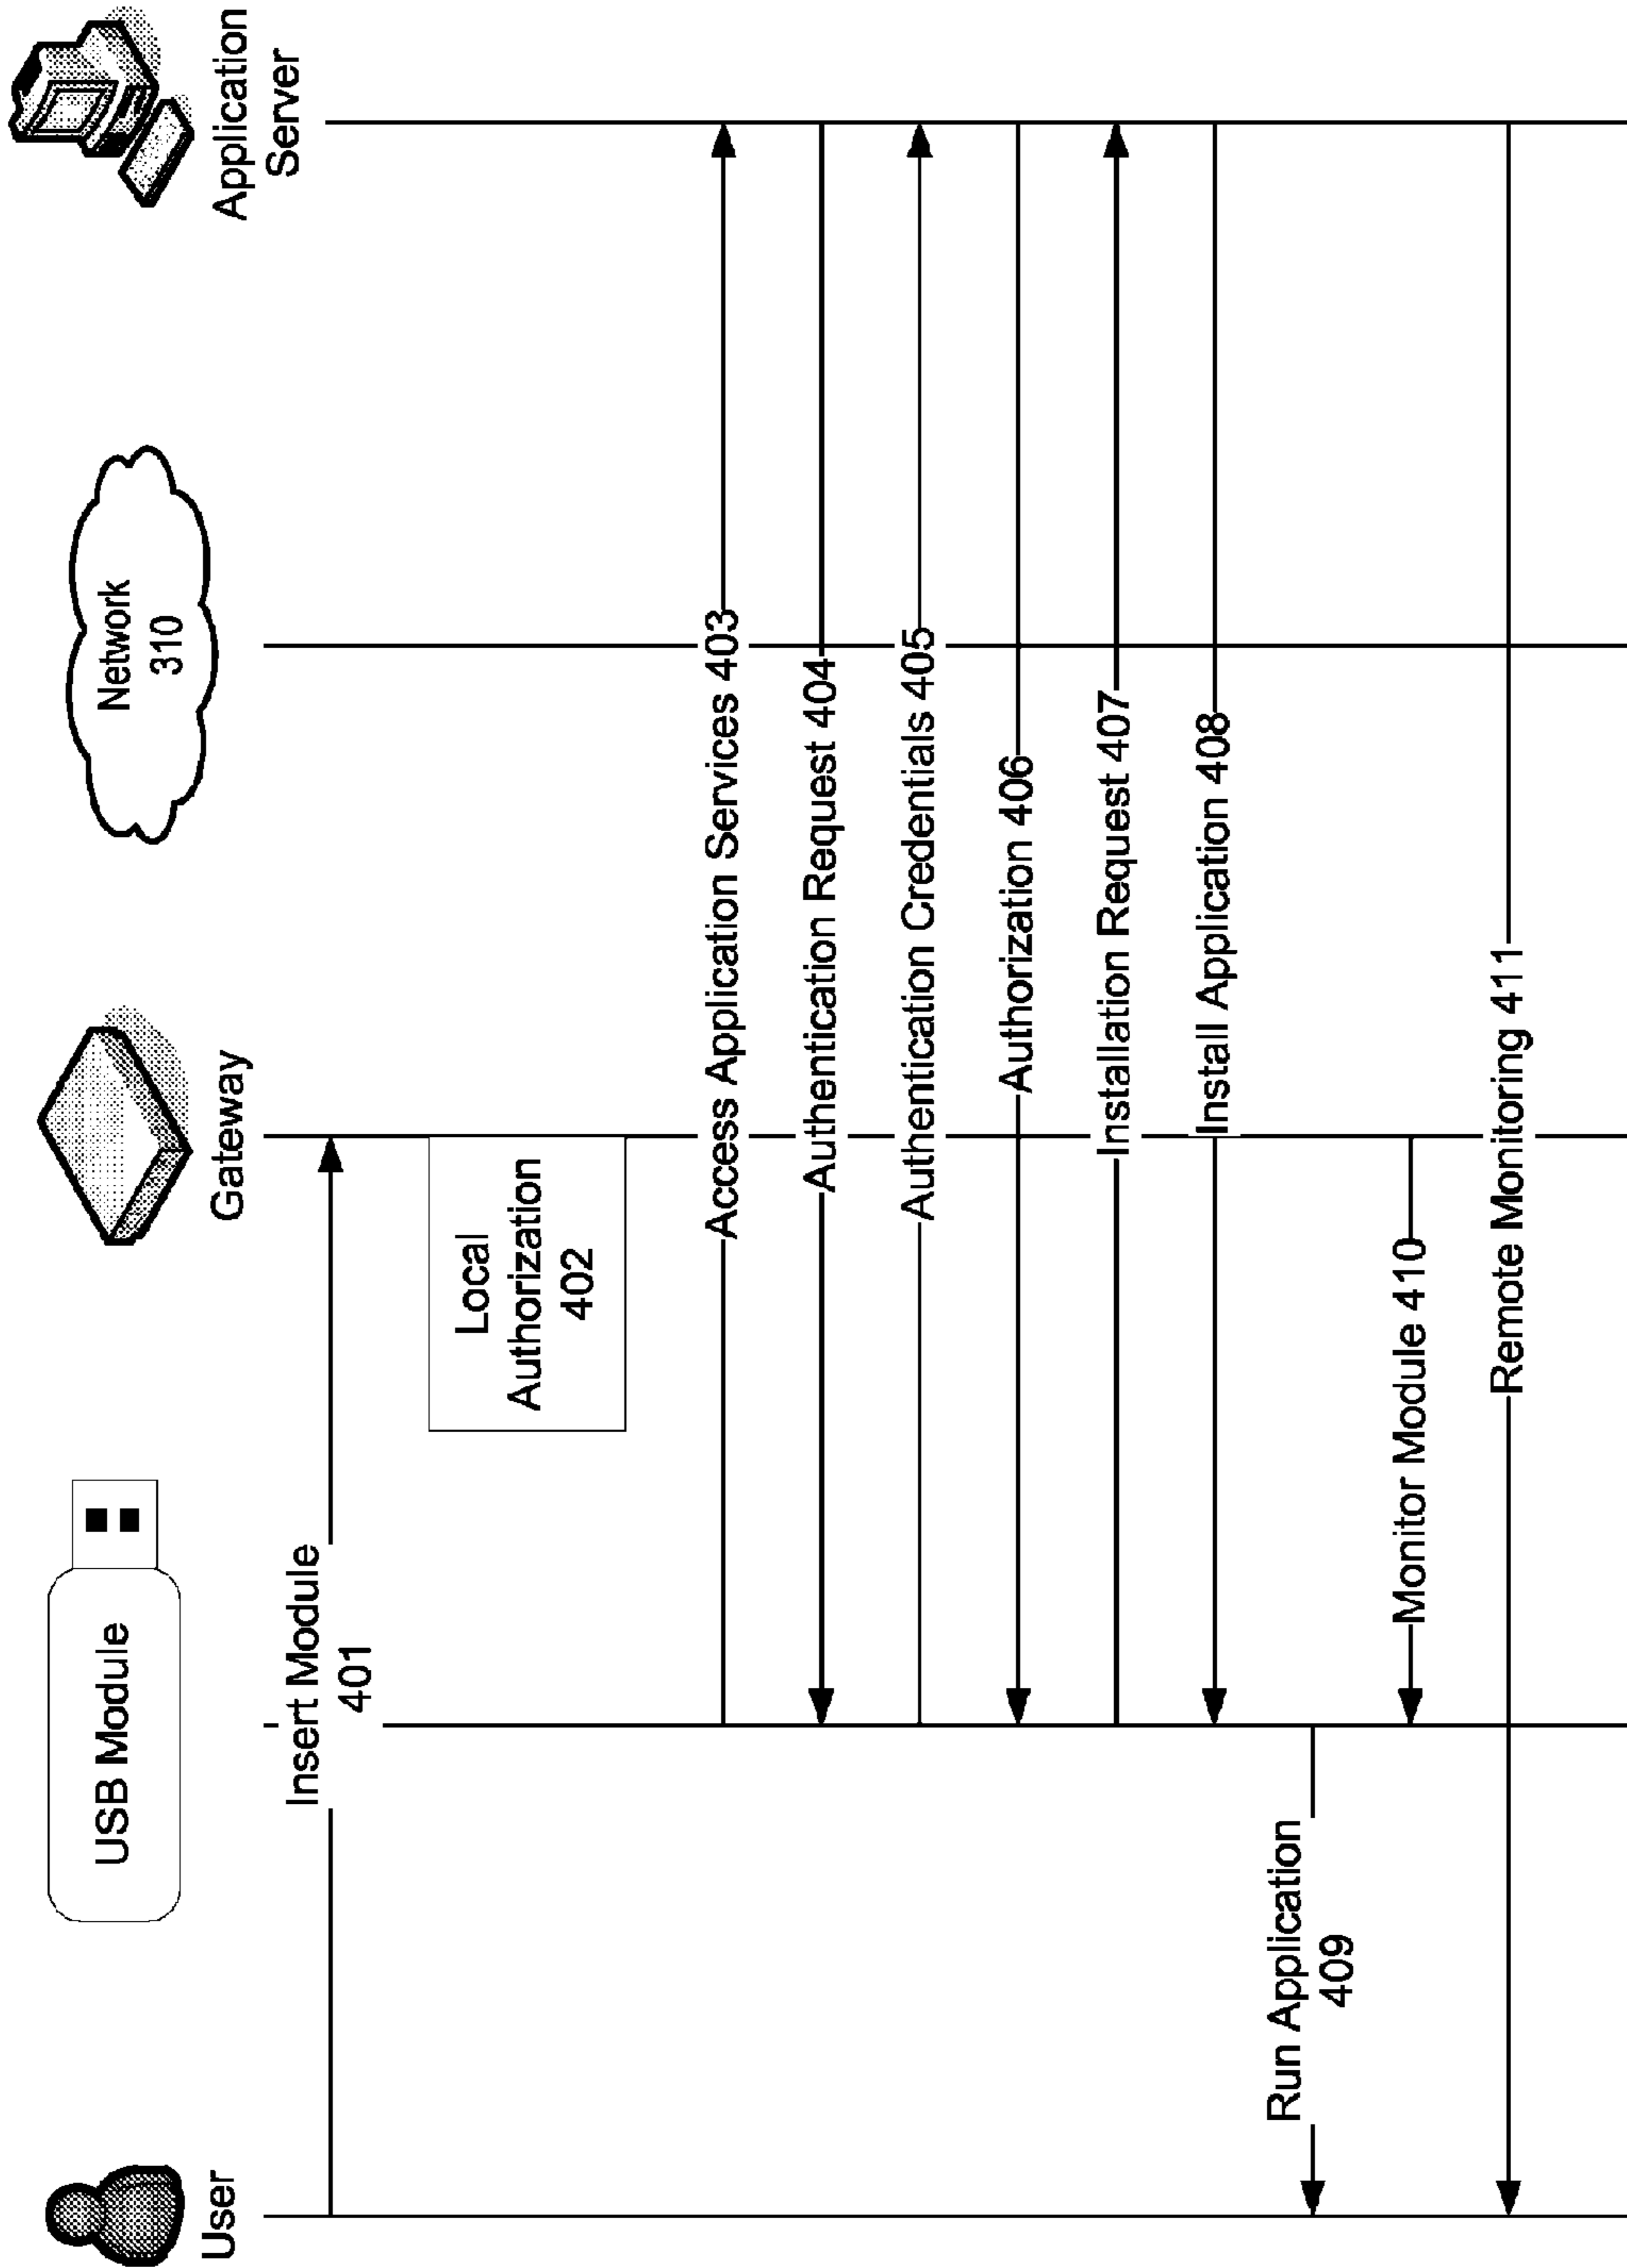 User
USB Module
Gateway
Network
310
Application
Server
Insert Module
401
Local
Authorization
402
Access Application Services 403
Authentication Request 404
Authentication Credentials 405
Authorization 406
Installation Request 407
Install Application 408
Run Application
409
Monitor Module 410
Remote Monitoring 411